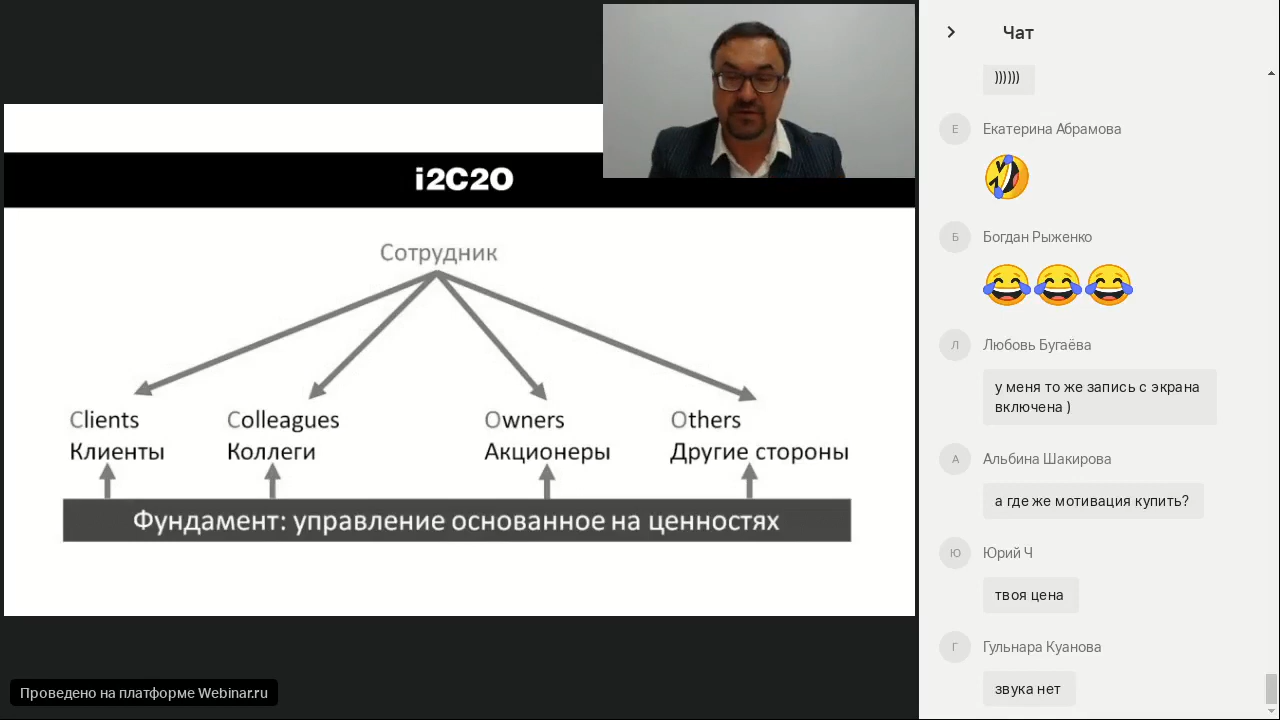 i2C2O
Сотрудник
Clients
Клиенты
Colleagues
Коллеги
Owners
Акционеры
Others
Другие стороны
Фундамент: управление основанное на ценностях
Проведено на платформе Webinar.ru
Чат
))))))
Е
Екатерина Абрамова
Б
Богдан Рыженко
Л
Любовь Бугаёва
у меня то же запись с экрана
включена )
А
Альбина Шакирова
а где же мотивация купить?
Ю
Юрий Ч
твоя цена
Г
Гульнара Куанова
звука нет